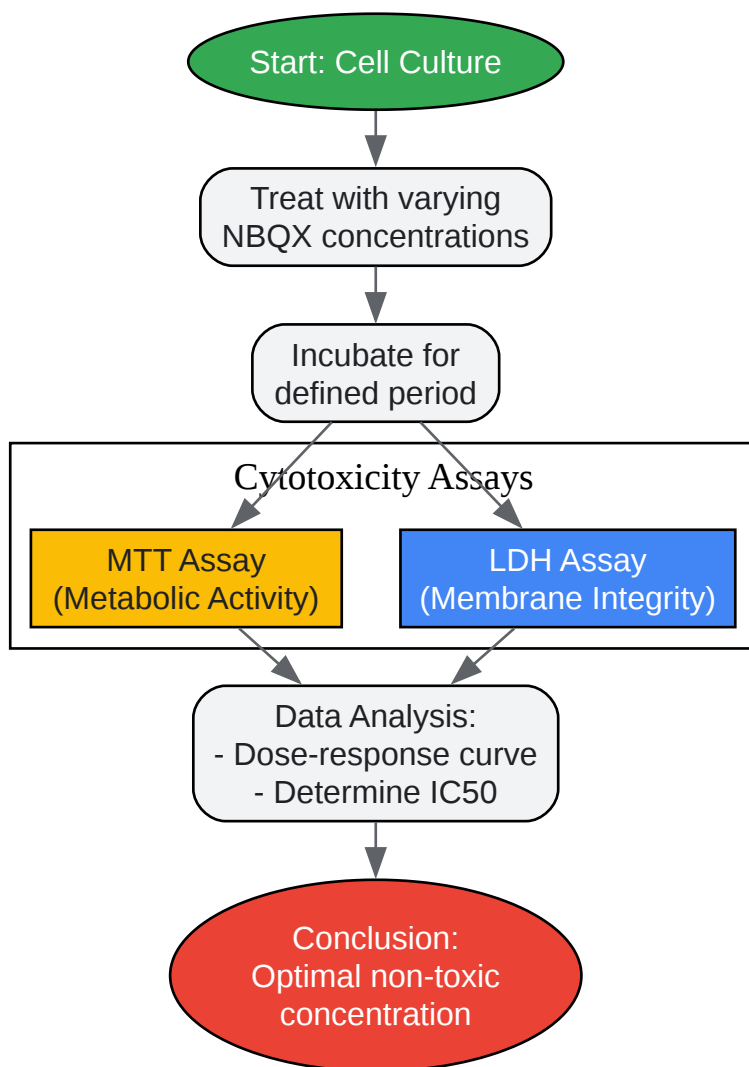 Start: Cell Culture
Treat with varying
NBQX concentrations
Incubate for
defined period
Cytotoxicity Assays
MTT Assay
(Metabolic Activity)
LDH Assay
(Membrane Integrity)
Data Analysis:
- Dose-response curve
- Determine IC50
Conclusion:
Optimal non-toxic
concentration